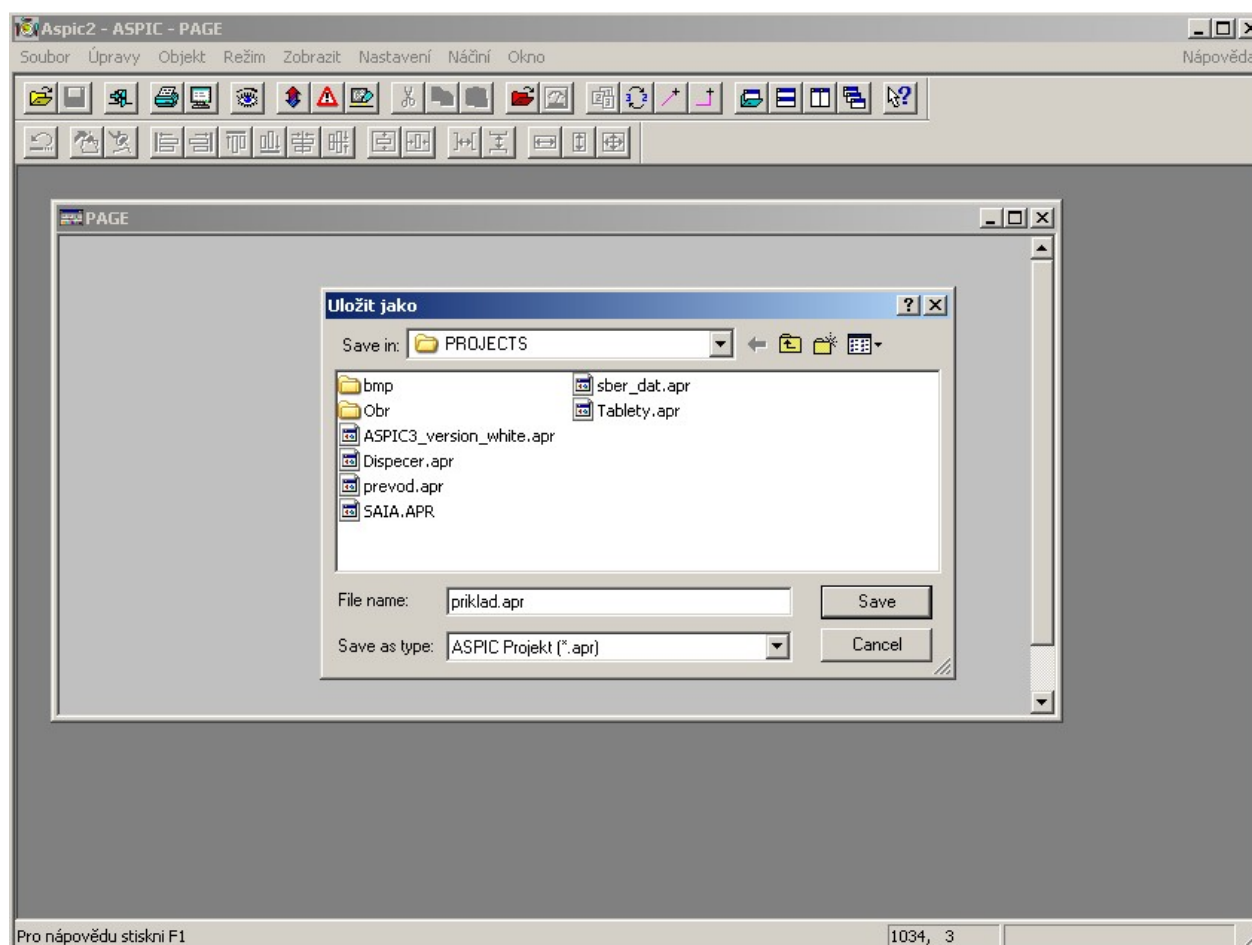 Aspic2 - ASPIC - PAGE
Soubor Úpravy Objekt Režim Zobrazit Nastavení Náčiní Okno Nápověda
PAGE
Uložit jako
Save in: PROJECTS
bmp sber_dat.apr
Obr Tablety.apr
ASPIC3_version_white.apr
Dispecer.apr
prevod.apr
SAIA.APR
File name: priklad.apr Save
Save as type: ASPIC Projekt (*.apr) Cancel
Pro nápovědu stiskni F1 1034, 3